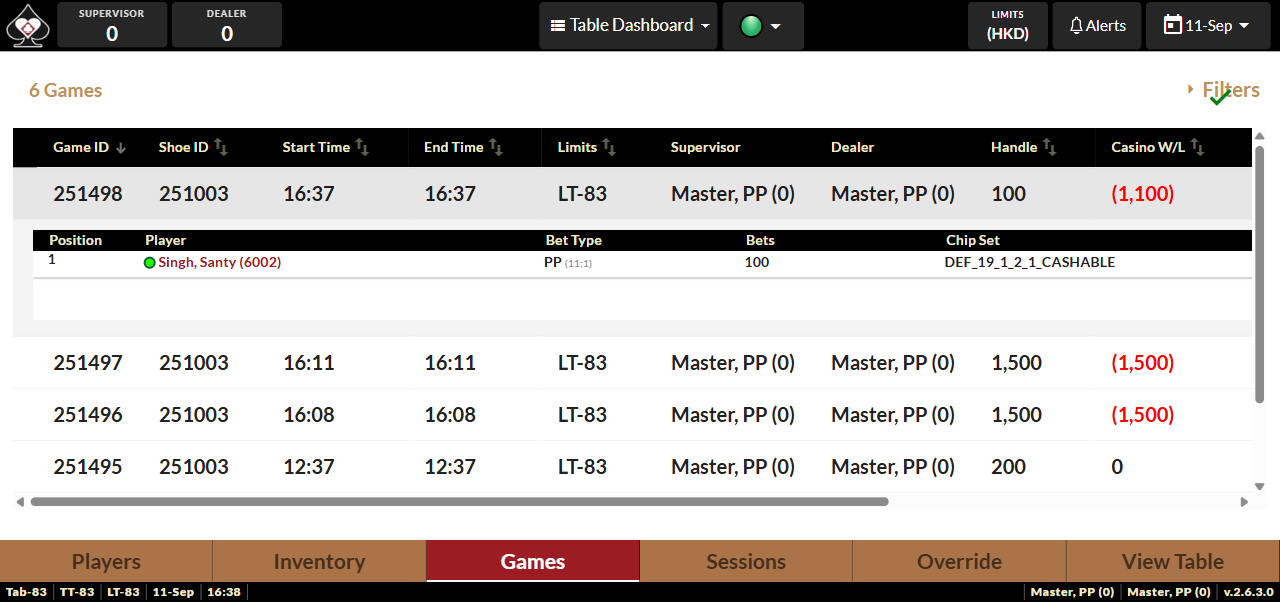 SUPERVISOR DEALER LIMITS
0 0 Table Dashboard (HKD) Alerts 11-Sep
6 Games Filters
Game ID Shoe ID Start Time End Time Limits Supervisor Dealer Handle Casino W/L
251498 251003 16:37 16:37 LT-83 Master, PP (0) Master, PP (0) 100 (1,100)
Position Player Bet Type Bets Chip Set
1 Singh, Santy (6002) PP (11:1) 100 DEF_19_1_2_1_CASHABLE
251497 251003 16:11 16:11 LT-83 Master, PP (0) Master, PP (0) 1,500 (1,500)
251496 251003 16:08 16:08 LT-83 Master, PP (0) Master, PP (0) 1,500 (1,500)
251495 251003 12:37 12:37 LT-83 Master, PP (0) Master, PP (0) 200 0
Players Inventory Games Sessions Override View Table
Tab-83 TT-83 LT-83 11-Sep 16:38 Master, PP (0) Master, PP (0) v.2.6.3.0